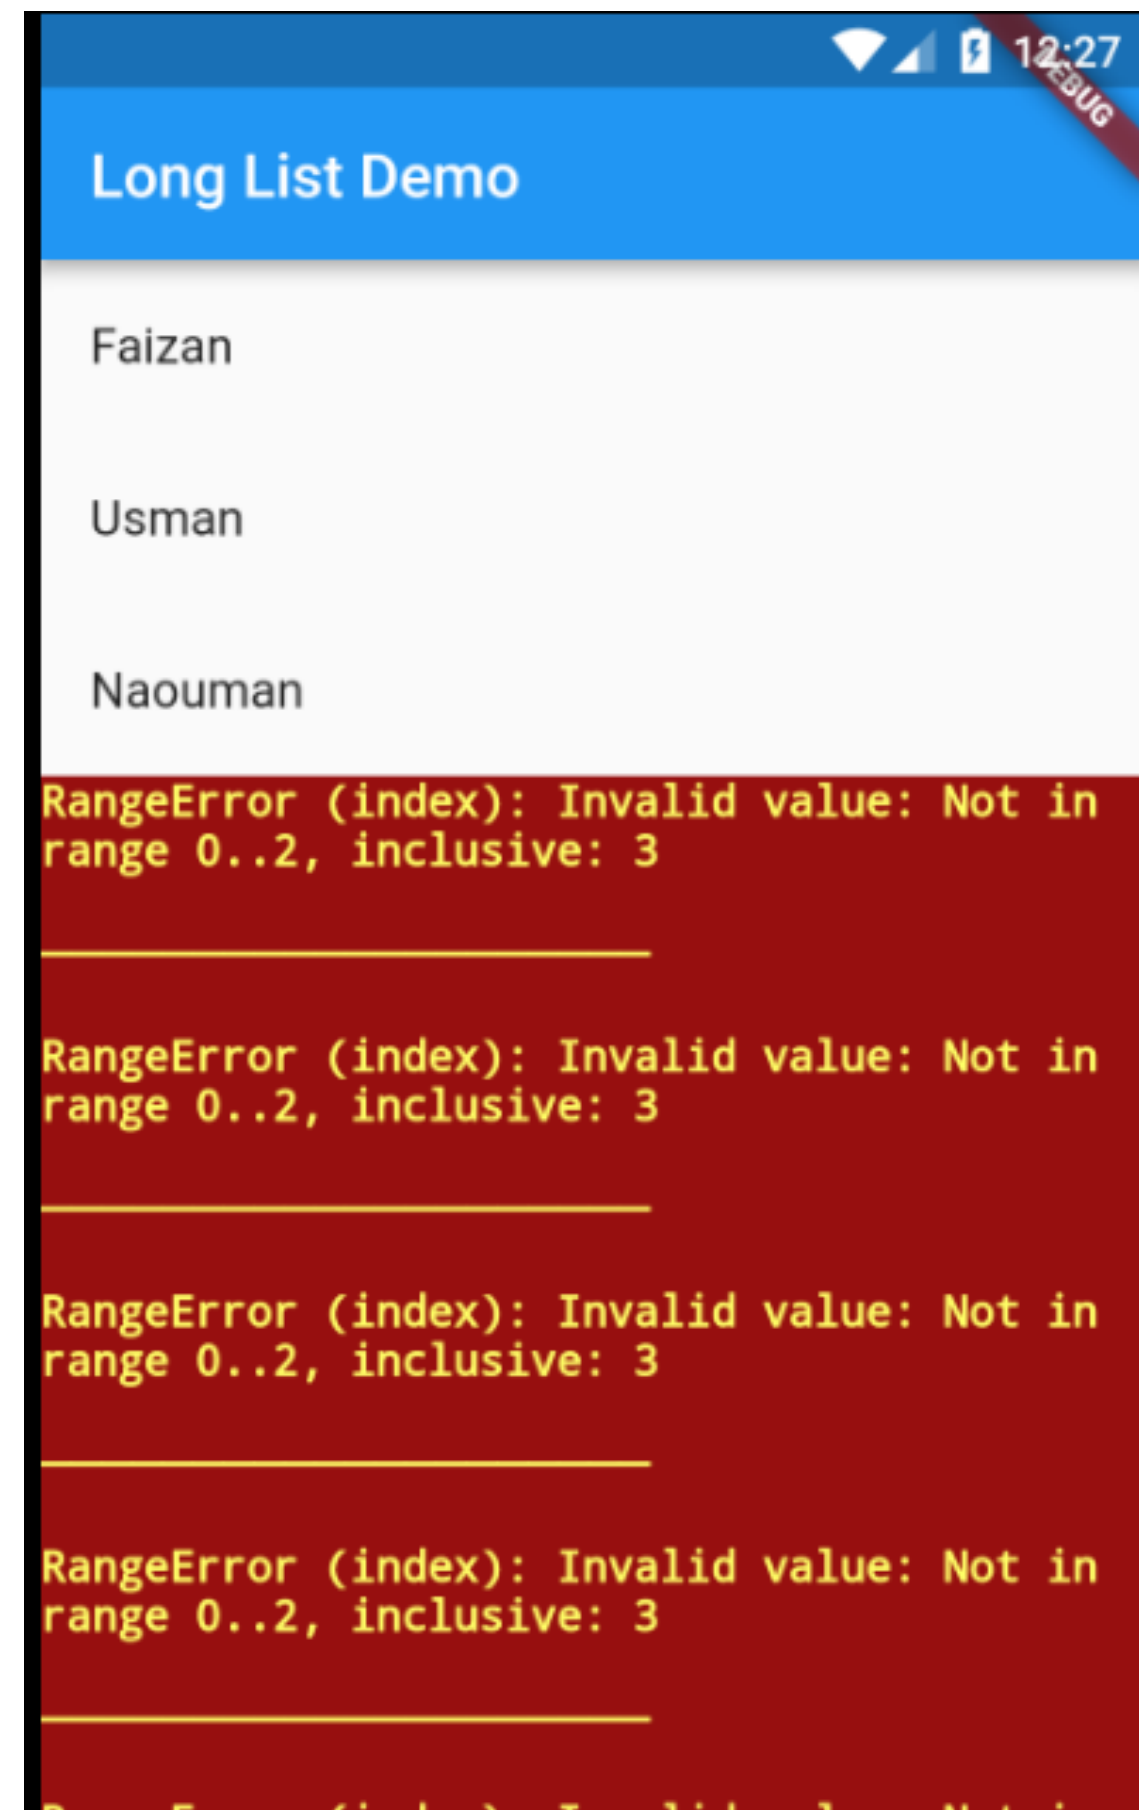 12:27
DEBUG
Long List Demo
Faizan
Usman
Naouman
RangeError (index): Invalid value: Not in
range 0..2, inclusive: 3
RangeError (index): Invalid value: Not in
range 0..2, inclusive: 3
RangeError (index): Invalid value: Not in
range 0..2, inclusive: 3
RangeError (index): Invalid value: Not in
range 0..2, inclusive: 3